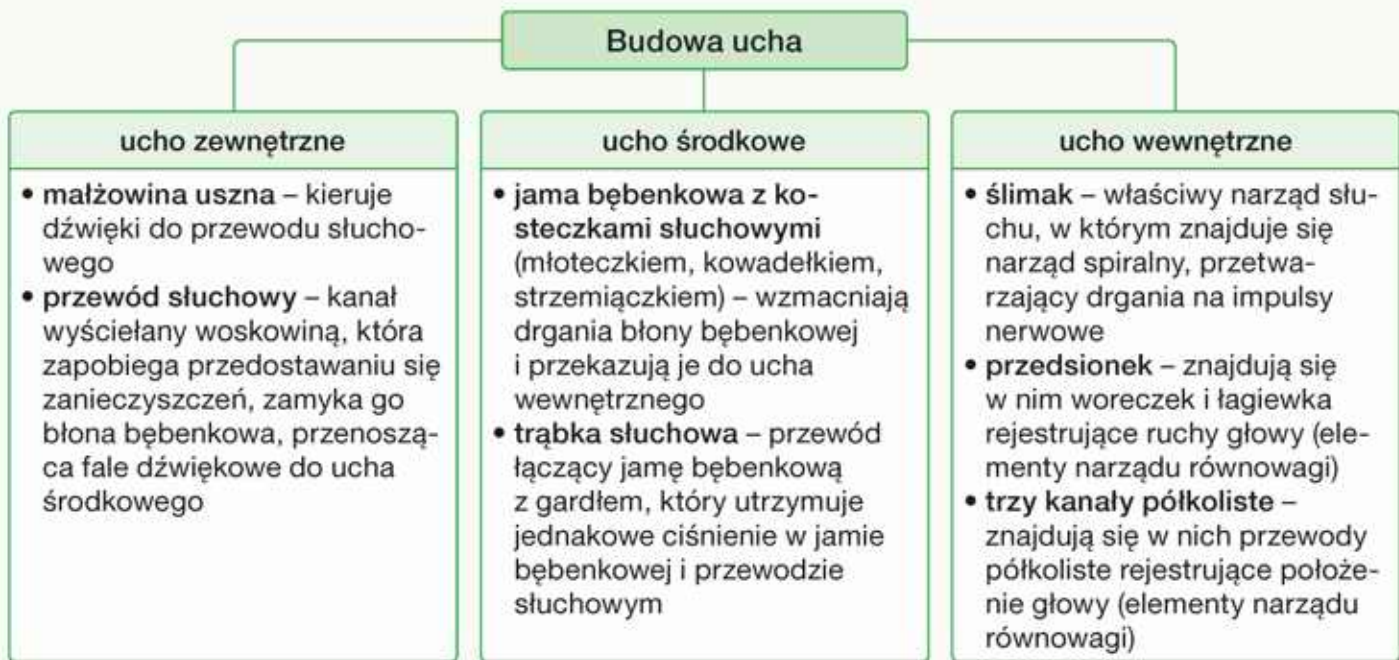 Budowa ucha
ucho zewnętrzne
• małżowina uszna – kieruje
dźwięki do przewodu słucho-
wego
• przewód słuchowy – kanał
wyściełany woskowiną, która
zapobiega przedostawaniu się
zanieczyszczeń, zamyka go
błona bębenkowa, przenoszą-
ca fale dźwiękowe do ucha
środkowego
ucho środkowe
• jama bębenkowa z ko-
steczkami słuchowymi
(młoteczkiem, kowadełkiem,
strzemiączkiem) – wzmacniają
drgania błony bębenkowej
i przekazują je do ucha
wewnętrznego
• trąbka słuchowa – przewód
łączący jamę bębenkową
z gardłem, który utrzymuje
jednakowe ciśnienie w jamie
bębenkowej i przewodzie
słuchowym
ucho wewnętrzne
• ślimak – właściwy narząd słu-
chu, w którym znajduje się
narząd spiralny, przetwa-
rzający drgania na impulsy
nerwowe
• przedsionek – znajdują się
w nim woreczek i łagiewka
rejestrujące ruchy głowy (ele-
menty narządu równowagi)
• trzy kanały półkoliste –
znajdują się w nich przewody
półkoliste rejestrujące położe-
nie głowy (elementy narządu
równowagi)